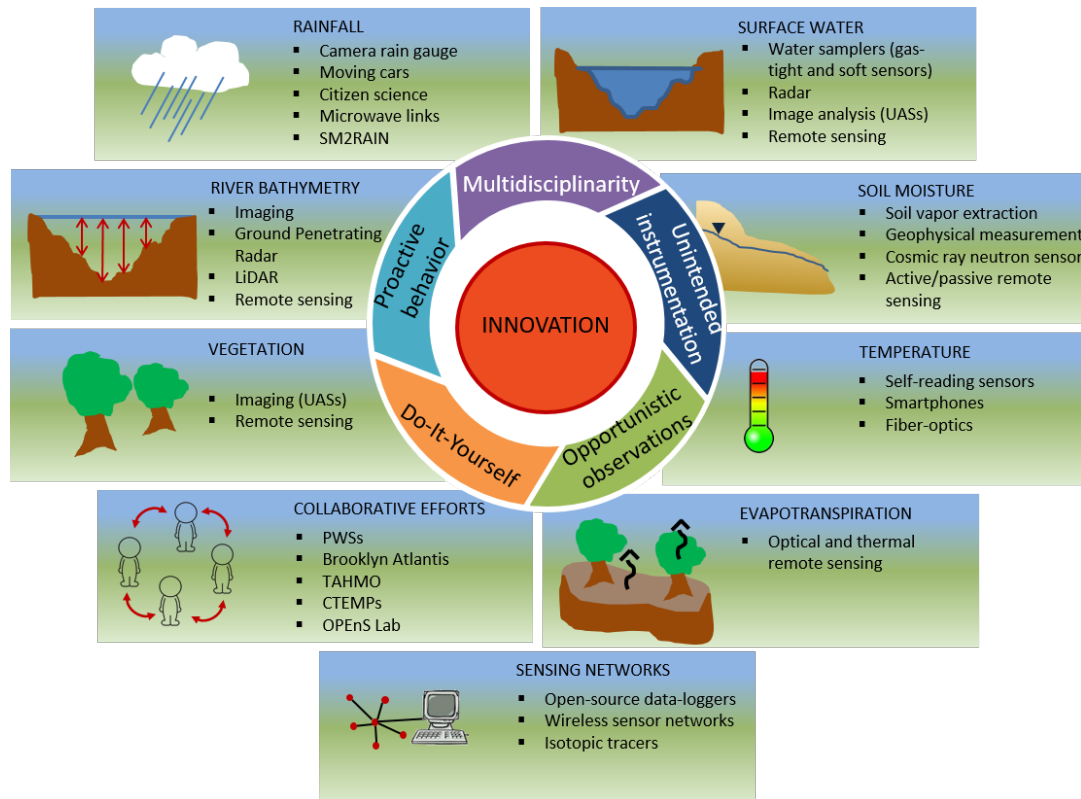 RAINFALL
▪ Camera rain gauge
▪ Moving cars
▪ Citizen science
▪ Microwave links
▪ SM2RAIN
SURFACE WATER
▪ Water samplers (gas-
tight and soft sensors)
▪ Radar
▪ Image analysis (UASs)
▪ Remote sensing
RIVER BATHYMETRY
▪ Imaging
▪ Ground Penetrating
Radar
▪ LiDAR
▪ Remote sensing
Multidisciplinarity
Unintended
instrumentation
Opportunistic
observations
Do-It-Yourself
Proactive
behavior
INNOVATION
SOIL MOISTURE
▪ Soil vapor extraction
▪ Geophysical measurement
▪ Cosmic ray neutron sensor
▪ Active/passive remote
sensing
VEGETATION
▪ Imaging (UASs)
▪ Remote sensing
TEMPERATURE
▪ Self-reading sensors
▪ Smartphones
▪ Fiber-optics
COLLABORATIVE EFFORTS
▪ PWSs
▪ Brooklyn Atlantis
▪ TAHMO
▪ CTEMPs
▪ OPEnS Lab
EVAPOTRANSPIRATION
▪ Optical and thermal
remote sensing
SENSING NETWORKS
▪ Open-source data-loggers
▪ Wireless sensor networks
▪ Isotopic tracers